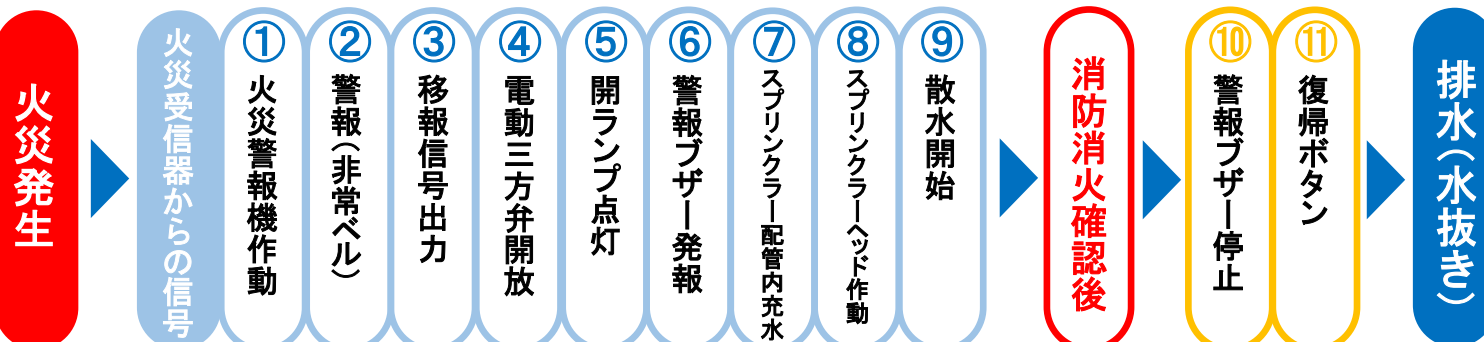 火災発生
火災受信器からの信号
①
火災警報機作動
②
警報(非常ベル)
③
移報信号出力
④
電動三方弁開放
⑤
開ランプ点灯
⑥
警報ブザー発報
⑦
スプリンクラー配管内充水
⑧
スプリンクラーヘッド作動
⑨
散水開始
消防消火確認後
⑩
警報ブザー停止
⑪
復帰ボタン
排水(水抜き)